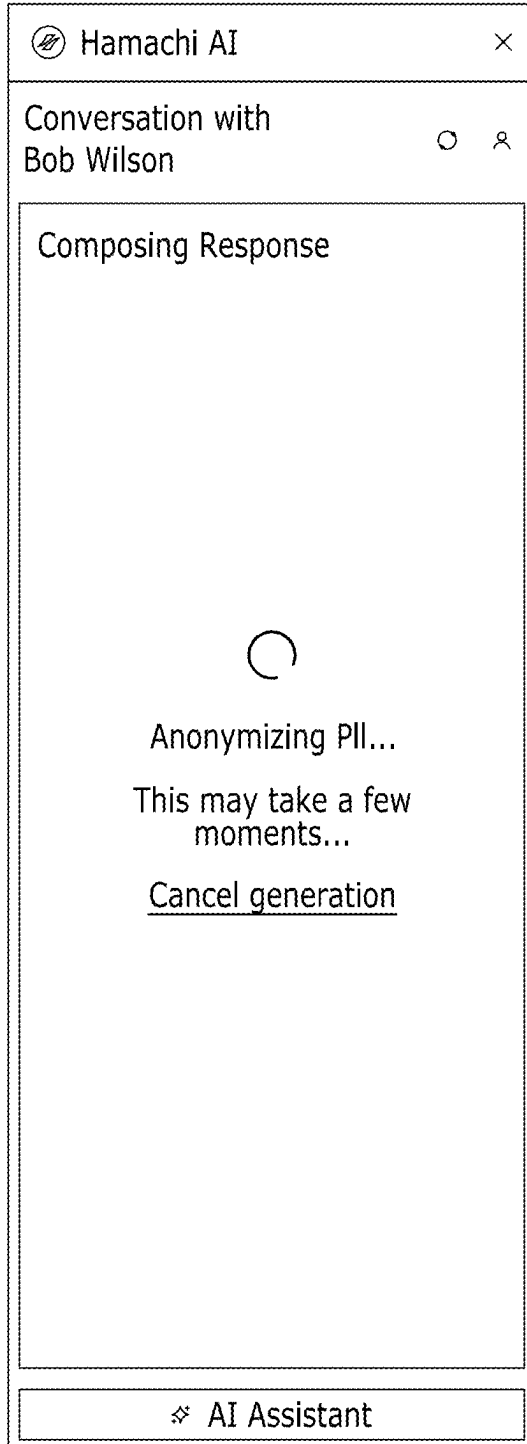 Hamachi AI
Conversation with
Bob Wilson
Composing Response
Anonymizing PII...
This may take a few
moments...
Cancel generation
AI Assistant